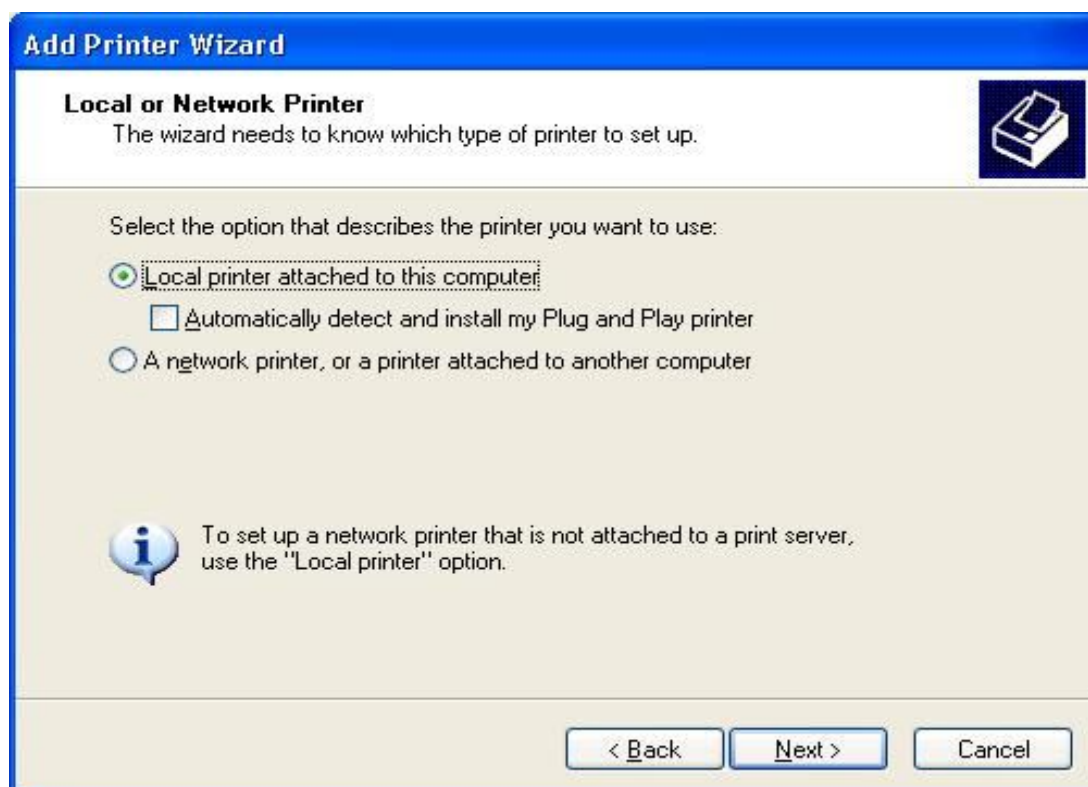 Add Printer Wizard
Local or Network Printer
The wizard needs to know which type of printer to set up.
Select the option that describes the printer you want to use:
Local printer attached to this computer
Automatically detect and install my Plug and Play printer
A network printer, or a printer attached to another computer
To set up a network printer that is not attached to a print server,
use the "Local printer" option.
< Back
Next >
Cancel